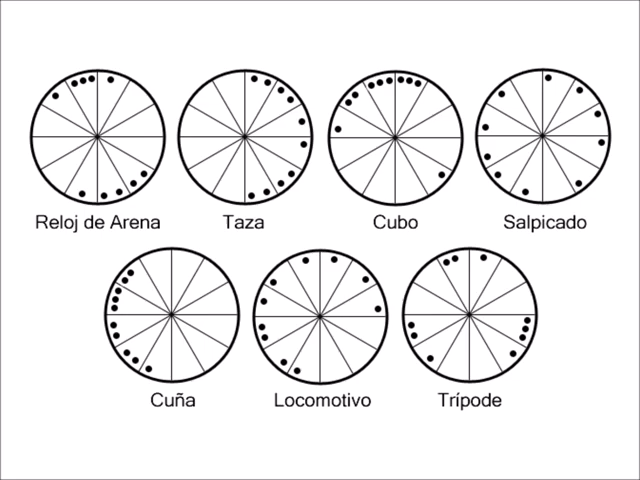 Reloj de Arena
Taza
Cubo
Salpicado
Cuña
Locomotivo
Trípode